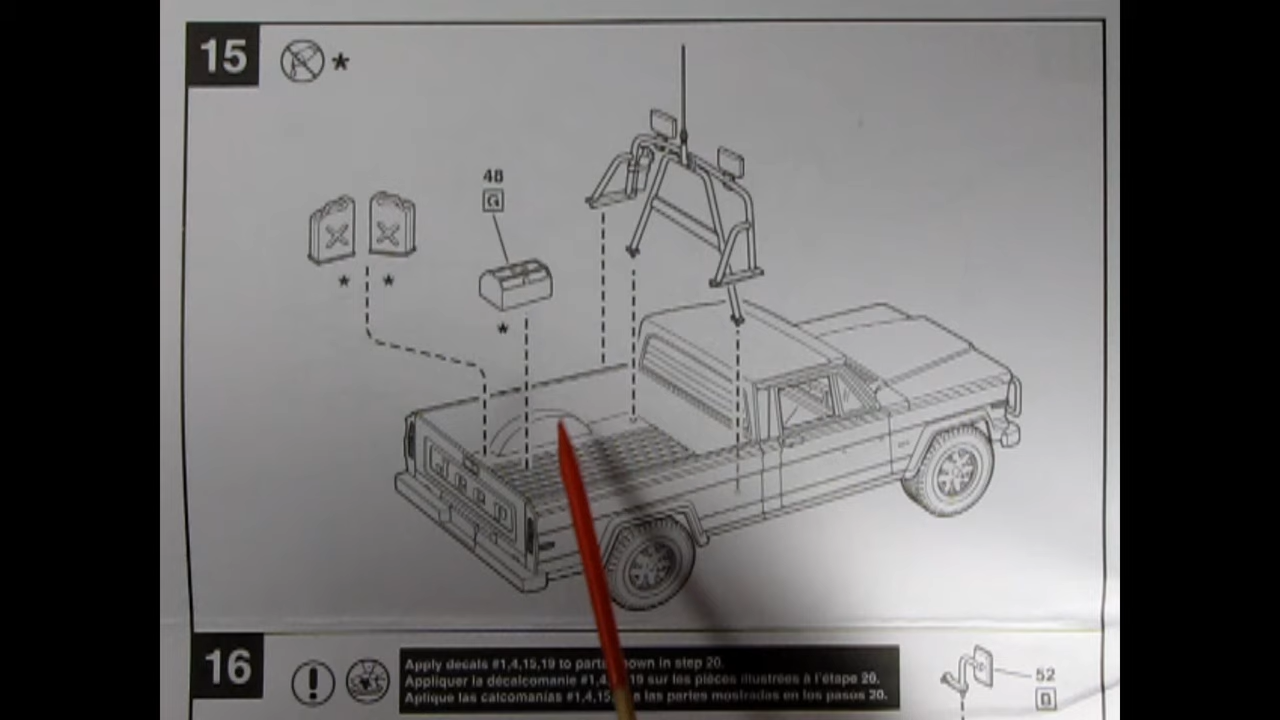 15
*
48
G
* *
*
Jeep
16
Apply decals #1,4,15,19 to parts shown in step 20.
Appliquer la décalcomanie #1,4, 19 sur les pièces illustrées à l'étape 20.
Aplique las calcomanías #1,4,15, a las partes mostradas en los pasos 20.
52
D